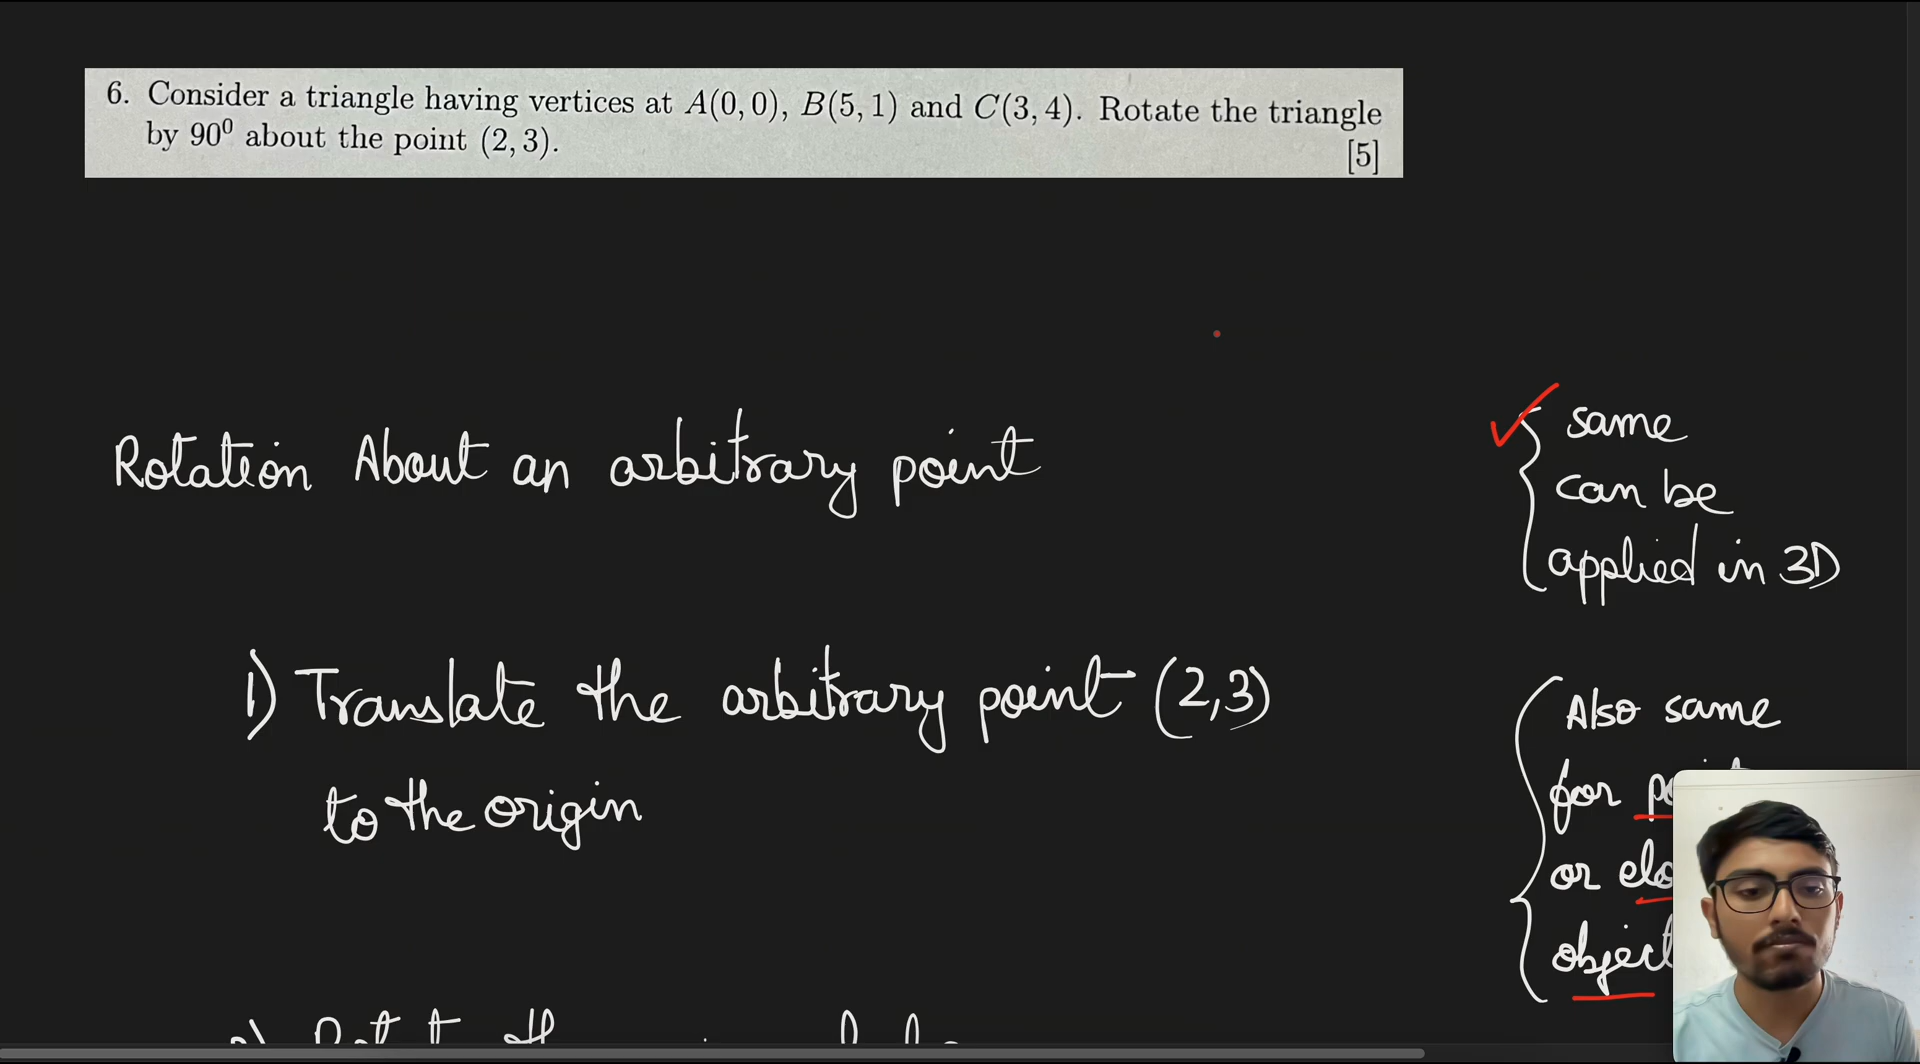 6. Consider a triangle having vertices at A(0,0), B(5,1) and C(3,4). Rotate the triangle
by 90⁰ about the point (2,3).
[5]
Rotation About an arbitrary point
1) Translate the arbitrary point (2,3)
to the origin
same
can be
applied in 3D
Also same
for
or
object